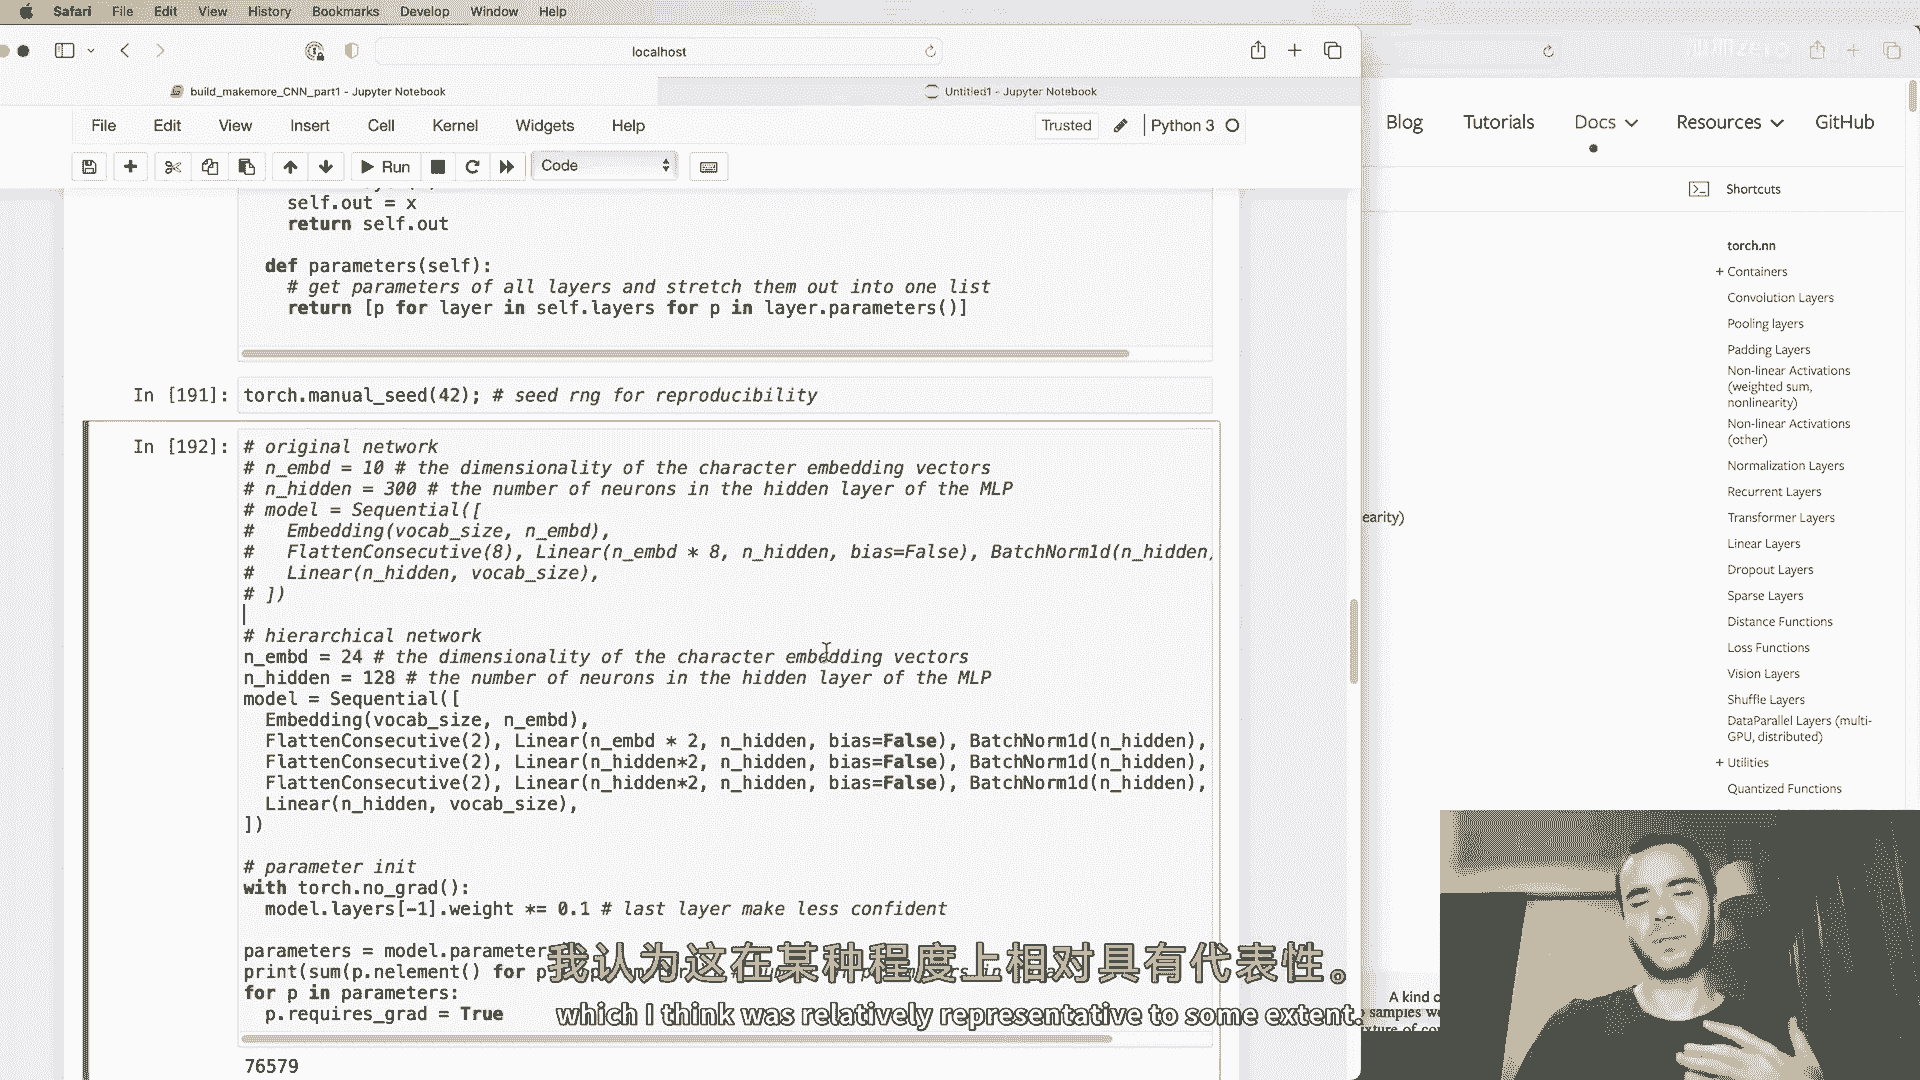 Safari File Edit View History Bookmarks Develop Window Help
localhost
build_makemore_CNN_part1 - Jupyter Notebook
Untitled1 - Jupyter Notebook
File Edit View Insert Cell Kernel Widgets Help
Trusted
Python 3
Run
Code
self.out = x
return self.out
def parameters(self):
# get parameters of all layers and stretch them out into one list
return [p for layer in self.layers for p in layer.parameters()]
In [191]: torch.manual_seed(42); # seed rng for reproducibility
In [192]: # original network
# n_embd = 10 # the dimensionality of the character embedding vectors
# n_hidden = 300 # the number of neurons in the hidden layer of the MLP
# model = Sequential([
#   Embedding(vocab_size, n_embd),
#   FlattenConsecutive(8), Linear(n_embd * 8, n_hidden, bias=False), BatchNorm1d(n_hidden)
#   Linear(n_hidden, vocab_size),
# ])
# hierarchical network
n_embd = 24 # the dimensionality of the character embedding vectors
n_hidden = 128 # the number of neurons in the hidden layer of the MLP
model = Sequential([
Embedding(vocab_size, n_embd),
FlattenConsecutive(2), Linear(n_embd * 2, n_hidden, bias=False), BatchNorm1d(n_hidden),
FlattenConsecutive(2), Linear(n_hidden*2, n_hidden, bias=False), BatchNorm1d(n_hidden),
FlattenConsecutive(2), Linear(n_hidden*2, n_hidden, bias=False), BatchNorm1d(n_hidden),
Linear(n_hidden, vocab_size),
])
# parameter init
with torch.no_grad():
model.layers[-1].weight *= 0.1 # last layer make less confident
parameters = model.parameters
print(sum(p.nelement() for p
for p in parameters:
p.requires_grad = True
76579
我认为这在某种程度上相对具有代表性。
which I think was relatively representative to some extent.
Blog Tutorials Docs Resources GitHub
Shortcuts
torch.nn
+ Containers
Convolution Layers
Pooling layers
Padding Layers
Non-linear Activations
(weighted sum,
nonlinearity)
Non-linear Activations
(other)
Normalization Layers
Recurrent Layers
Transformer Layers
Linear Layers
Dropout Layers
Sparse Layers
Distance Functions
Loss Functions
Vision Layers
Shuffle Layers
DataParallel Layers (multi-
GPU, distributed)
+ Utilities
Quantized Functions
earity)
A kind
samples